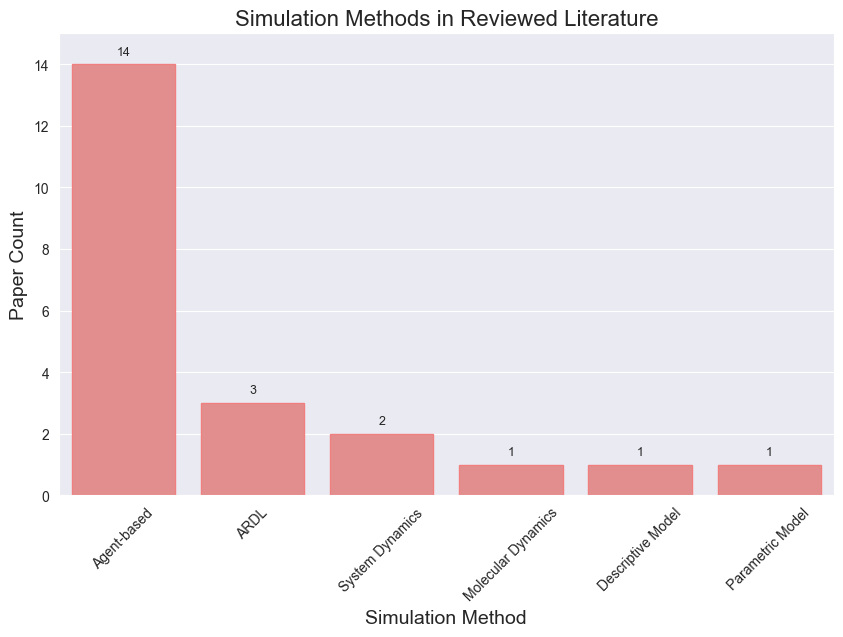 Simulation Methods in Reviewed Literature
14
3
2
1
1
1
14
12
10
8
6
4
2
0
Paper Count
Agent-based
ARDL
System Dynamics
Molecular Dynamics
Descriptive Model
Parametric Model
Simulation Method